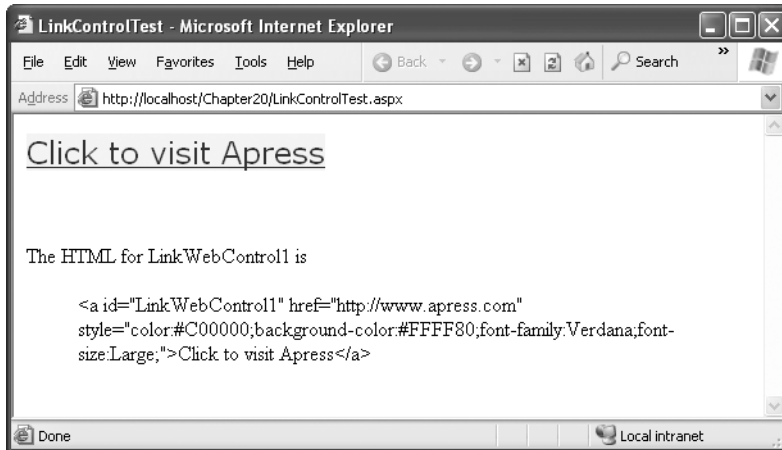 LinkControlTest - Microsoft Internet Explorer
File Edit View Favorites Tools Help Back Search »
Address http://localhost/Chapter20/LinkControlTest.aspx
Click to visit Apress
The HTML for LinkWebControl1 is
<a id="LinkWebControl1" href="http://www.apress.com"
style="color:#C00000;background-color:#FFFF80;font-family:Verdana;font-
size:Large;">Click to visit Apress</a>
Done Local intranet